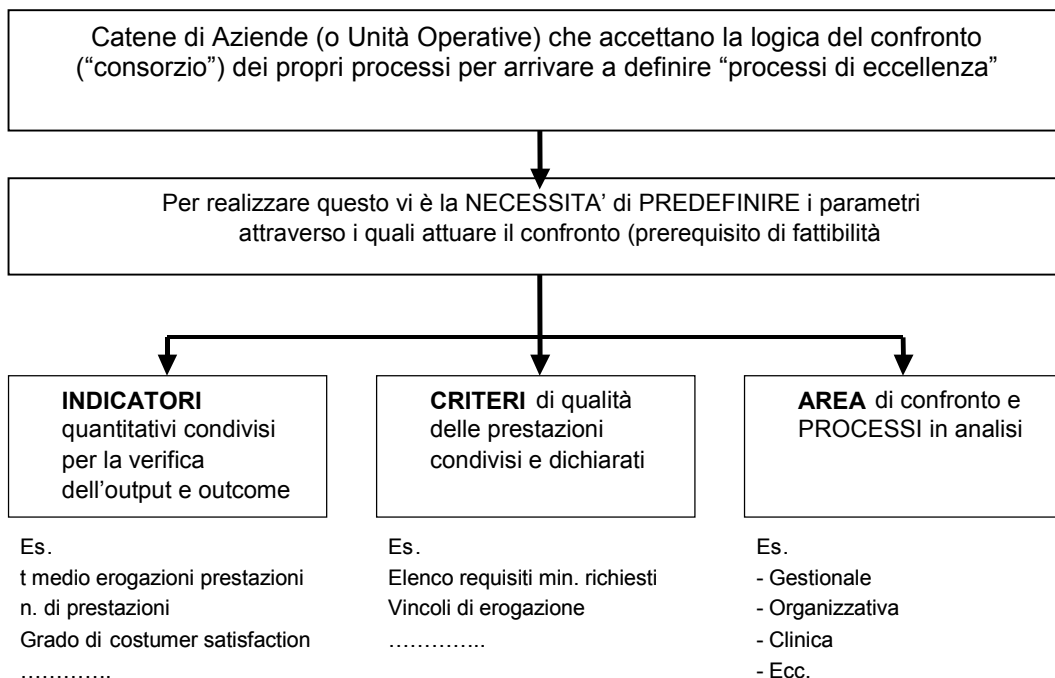 Catene di Aziende (o Unità Operative) che accettano la logica del confronto
(“consorzio”) dei propri processi per arrivare a definire “processi di eccellenza”
Per realizzare questo vi è la NECESSITA’ di PREDEFINIRE i parametri
attraverso i quali attuare il confronto (prerequisito di fattibilità
INDICATORI
quantitativi condivisi
per la verifica
dell’output e outcome
CRITERI di qualità
delle prestazioni
condivisi e dichiarati
AREA di confronto e
PROCESSI in analisi
Es.
t medio erogazioni prestazioni
n. di prestazioni
Grado di costumer satisfaction
………….
Es.
Elenco requisiti min. richiesti
Vincoli di erogazione
…………..
Es.
- Gestionale
- Organizzativa
- Clinica
- Ecc.